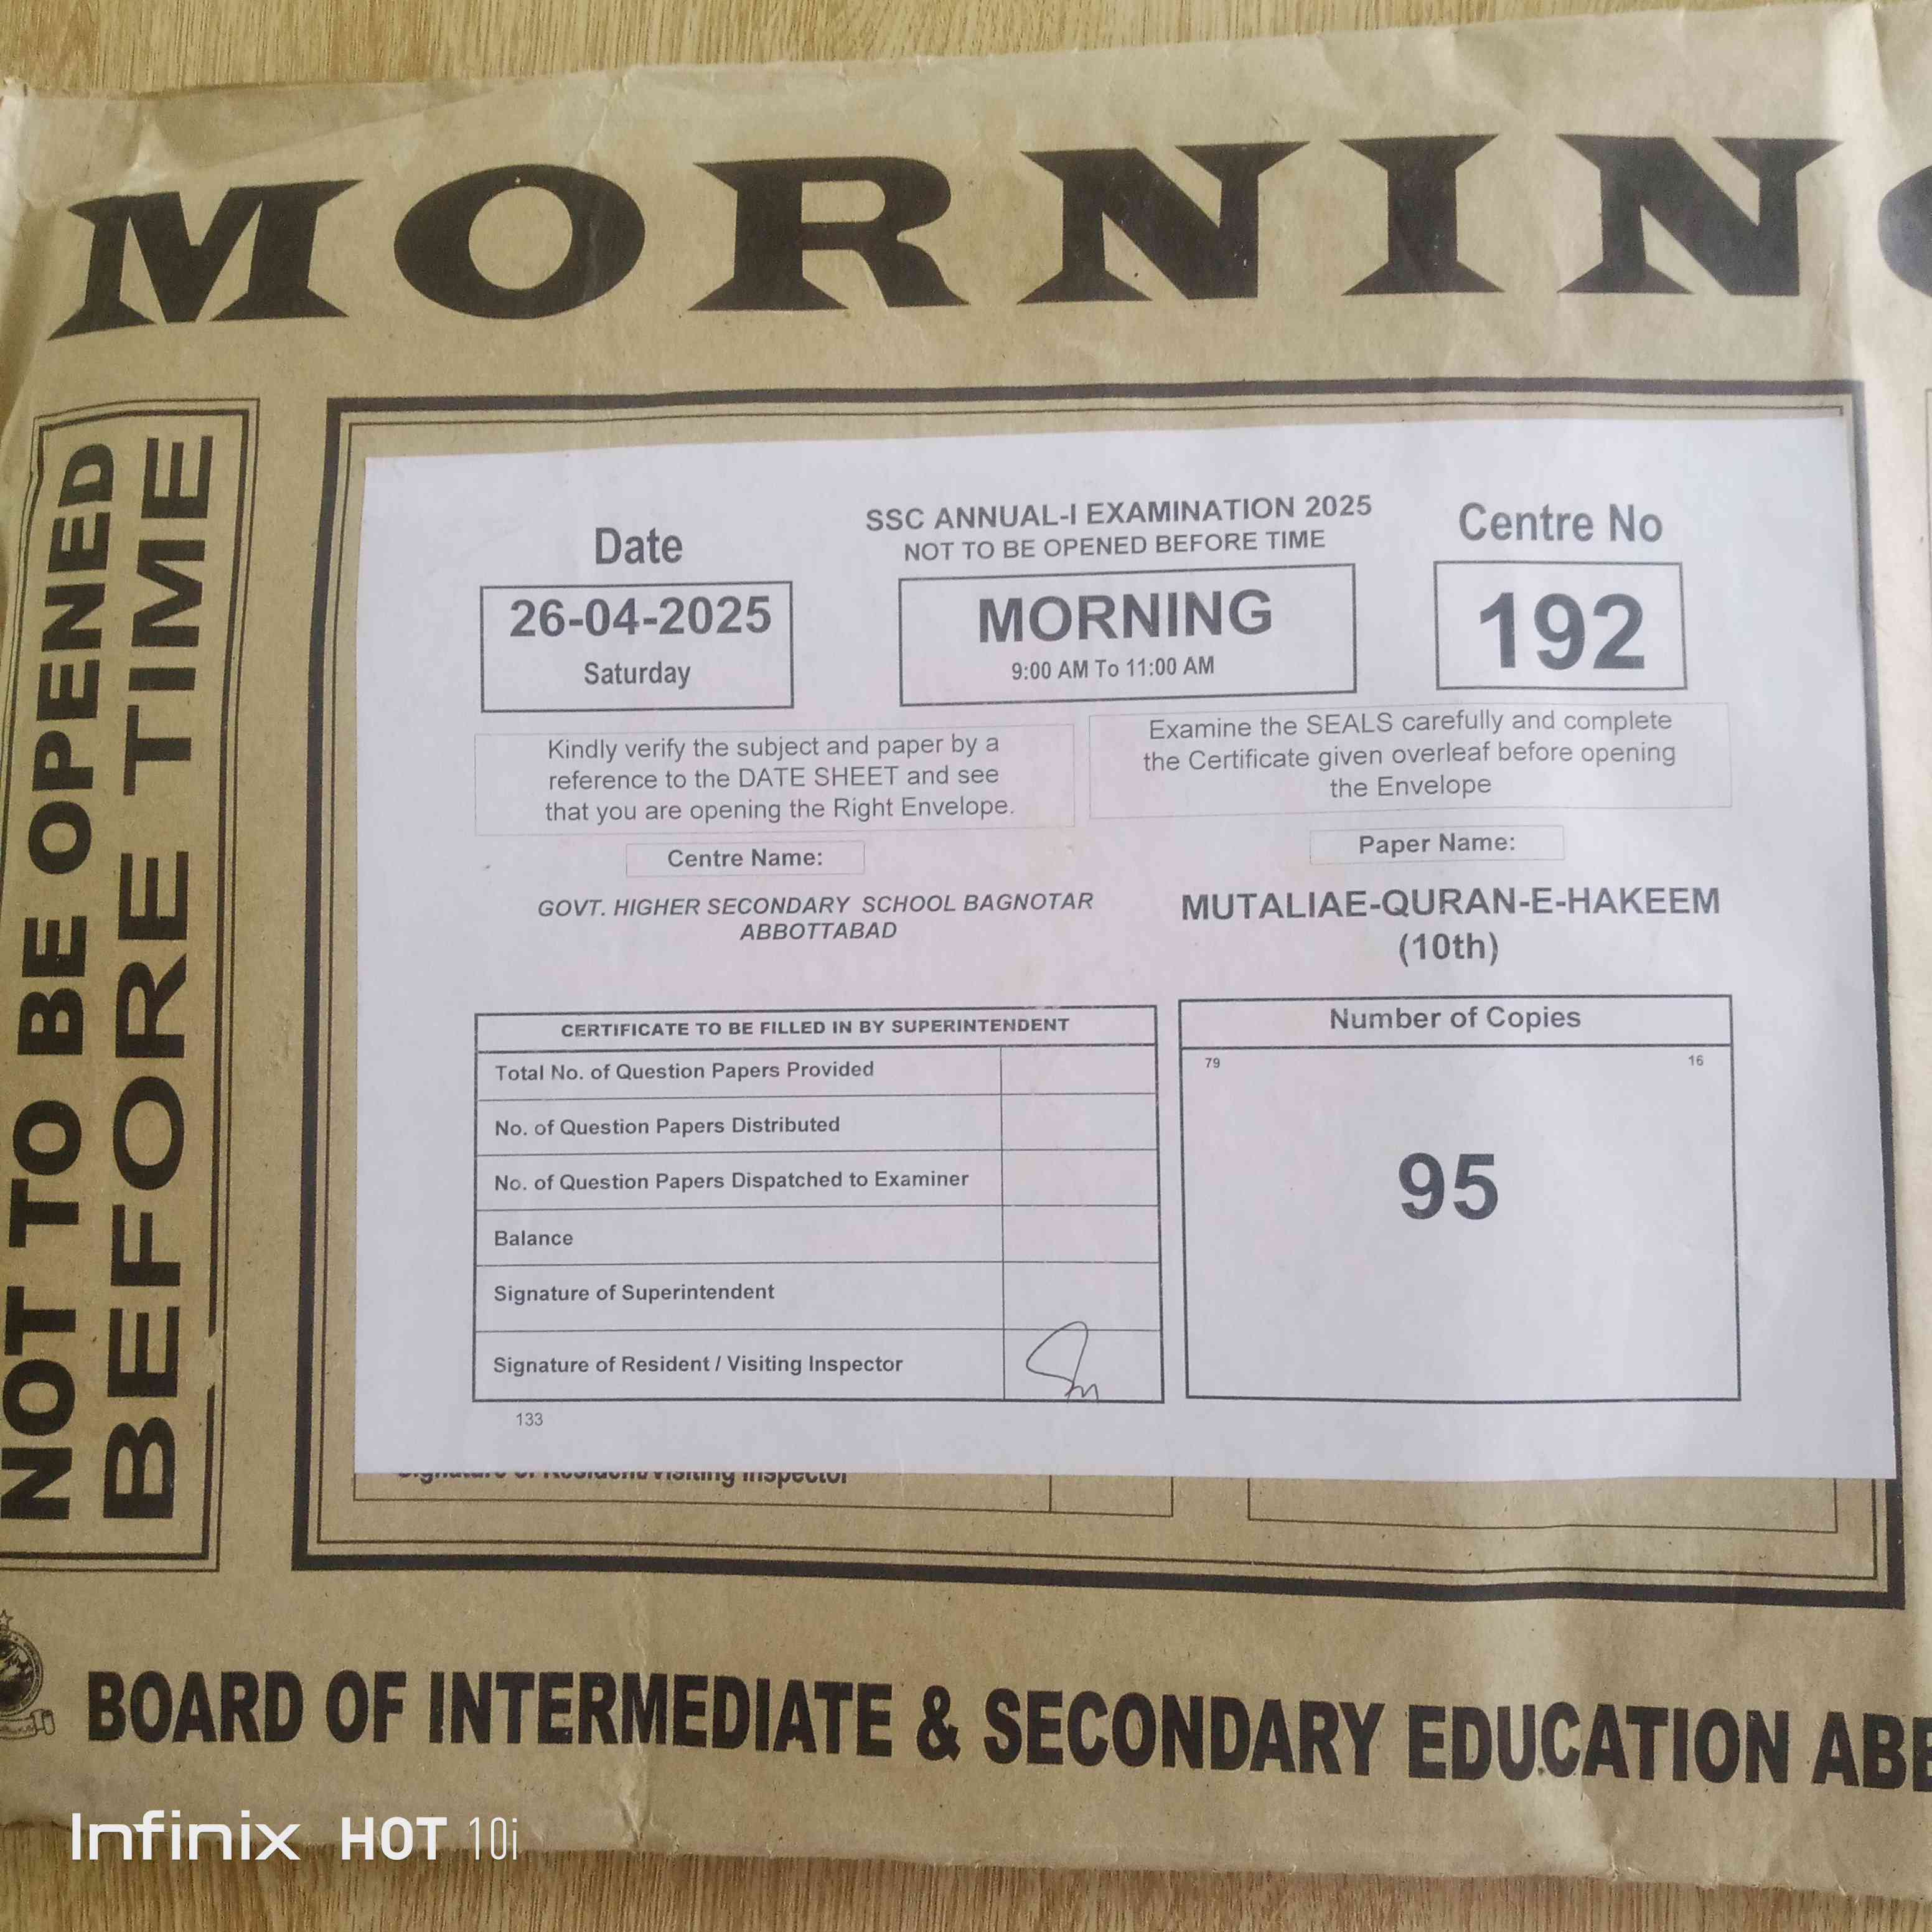 MORNIN
NOT TO BE OPENED
BEFORE TIME
SSC ANNUAL-I EXAMINATION 2025
NOT TO BE OPENED BEFORE TIME
Date
26-04-2025
Saturday
MORNING
9:00 AM To 11:00 AM
Centre No
192
Kindly verify the subject and paper by a
reference to the DATE SHEET and see
that you are opening the Right Envelope.
Examine the SEALS carefully and complete
the Certificate given overleaf before opening
the Envelope
Centre Name:
GOVT. HIGHER SECONDARY SCHOOL BAGNOTAR
ABBOTTABAD
Paper Name:
MUTALIAE-QURAN-E-HAKEEM
(10th)
CERTIFICATE TO BE FILLED IN BY SUPERINTENDENT
Total No. of Question Papers Provided
No. of Question Papers Distributed
No. of Question Papers Dispatched to Examiner
Balance
Signature of Superintendent
Signature of Resident / Visiting Inspector
133
Number of Copies
79 16
95
Signature of Resident/Visiting Inspector
BOARD OF INTERMEDIATE & SECONDARY EDUCATION ABB
Infinix HOT 10i